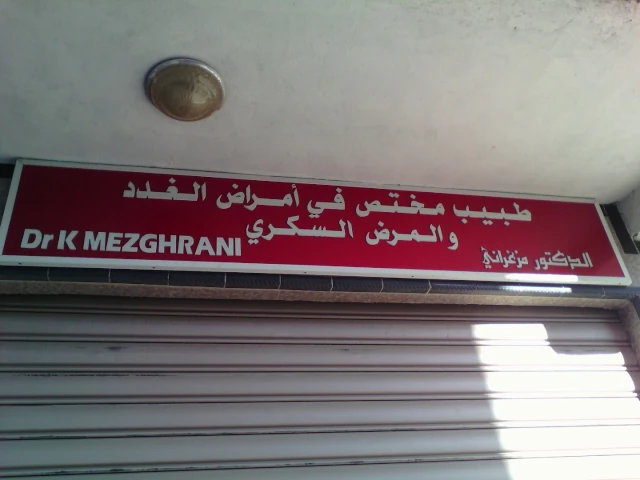 طبيب مختص في أمراض الغدد
والمرض السكري
الدكتور مزغراني
Dr K MEZGHRANI